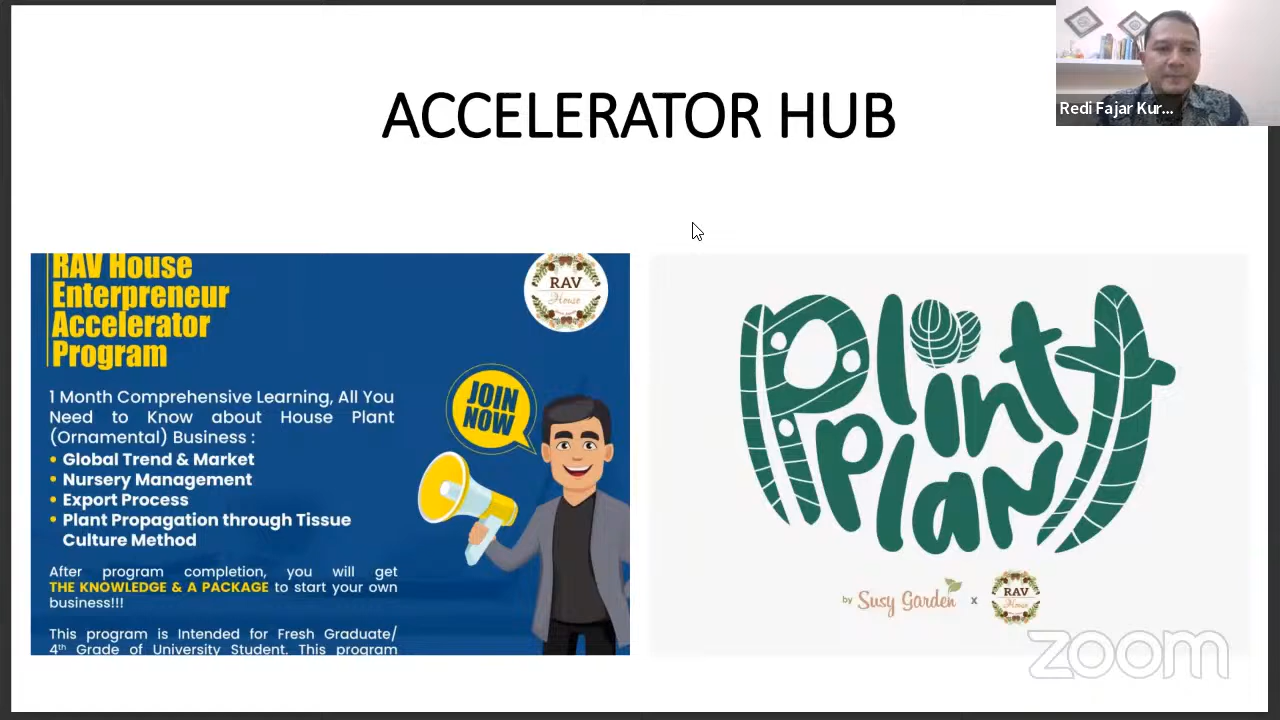 ACCELERATOR HUB
Redi Fajar Kur...
RAV House
Enterpreneur
Accelerator
Program
RAV
House
1 Month Comprehensive Learning, All You
Need to Know about House Plant
(Ornamental) Business :
• Global Trend & Market
• Nursery Management
• Export Process
• Plant Propagation through Tissue
Culture Method
JOIN
NOW
After program completion, you will get
THE KNOWLEDGE & A PACKAGE to start your own
business!!!
This program is Intended for Fresh Graduate/
4th Grade of University Student. This program
Plint
Plan
by Susy Garden x RAV
House
zoom